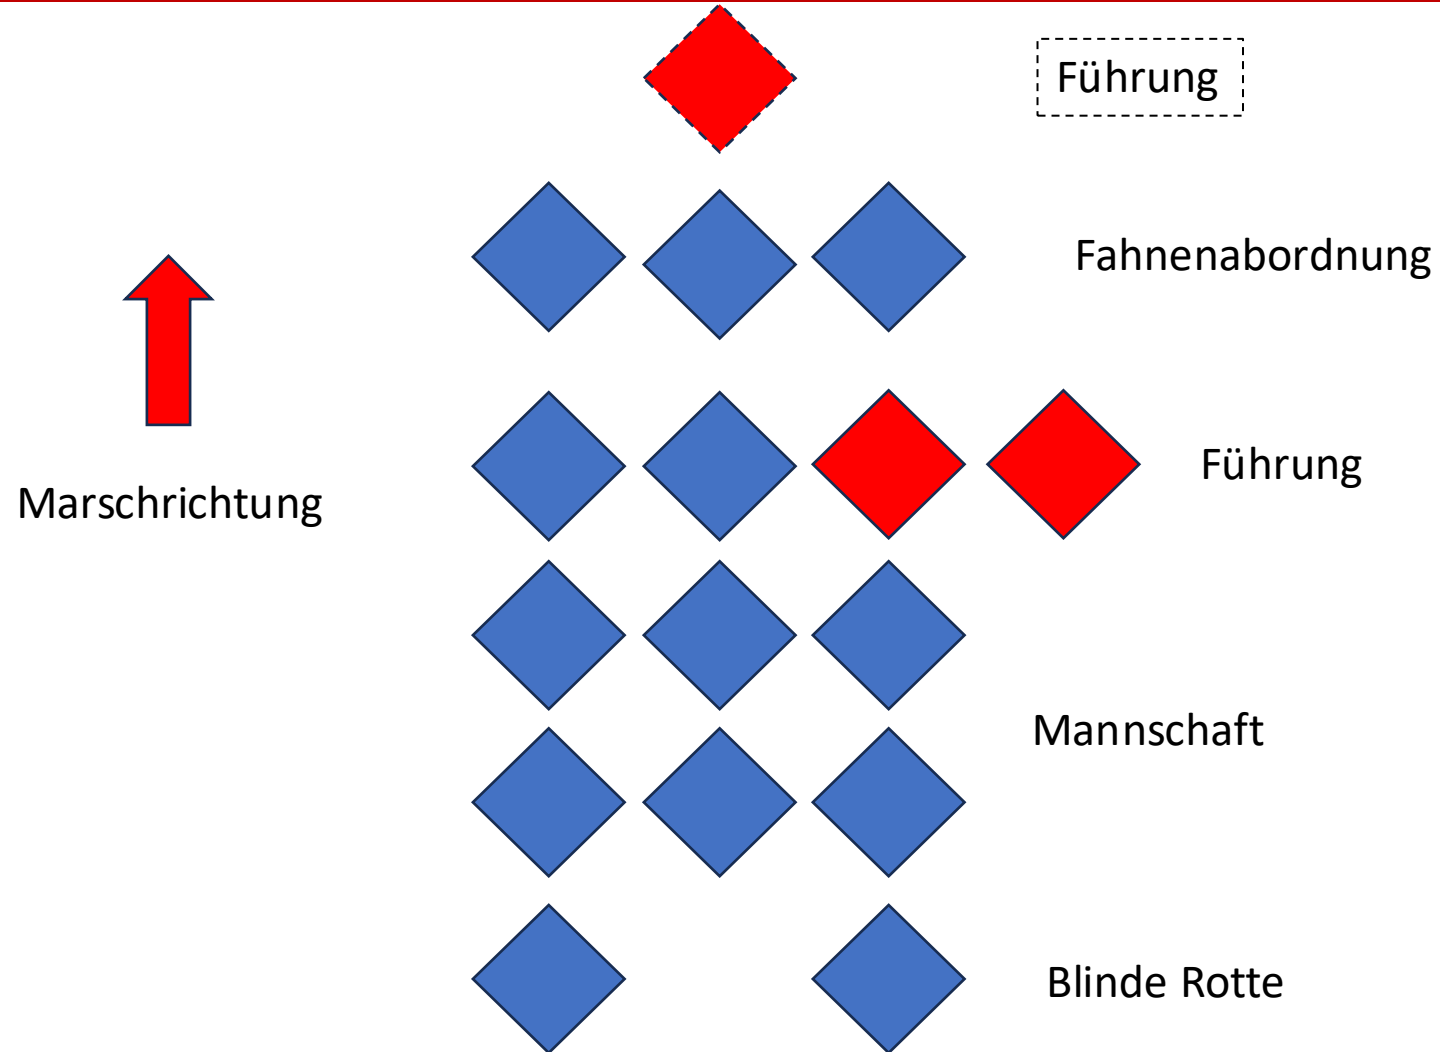 Führung
Fahnenabordnung
Führung
Marschrichtung
Mannschaft
Blinde Rotte